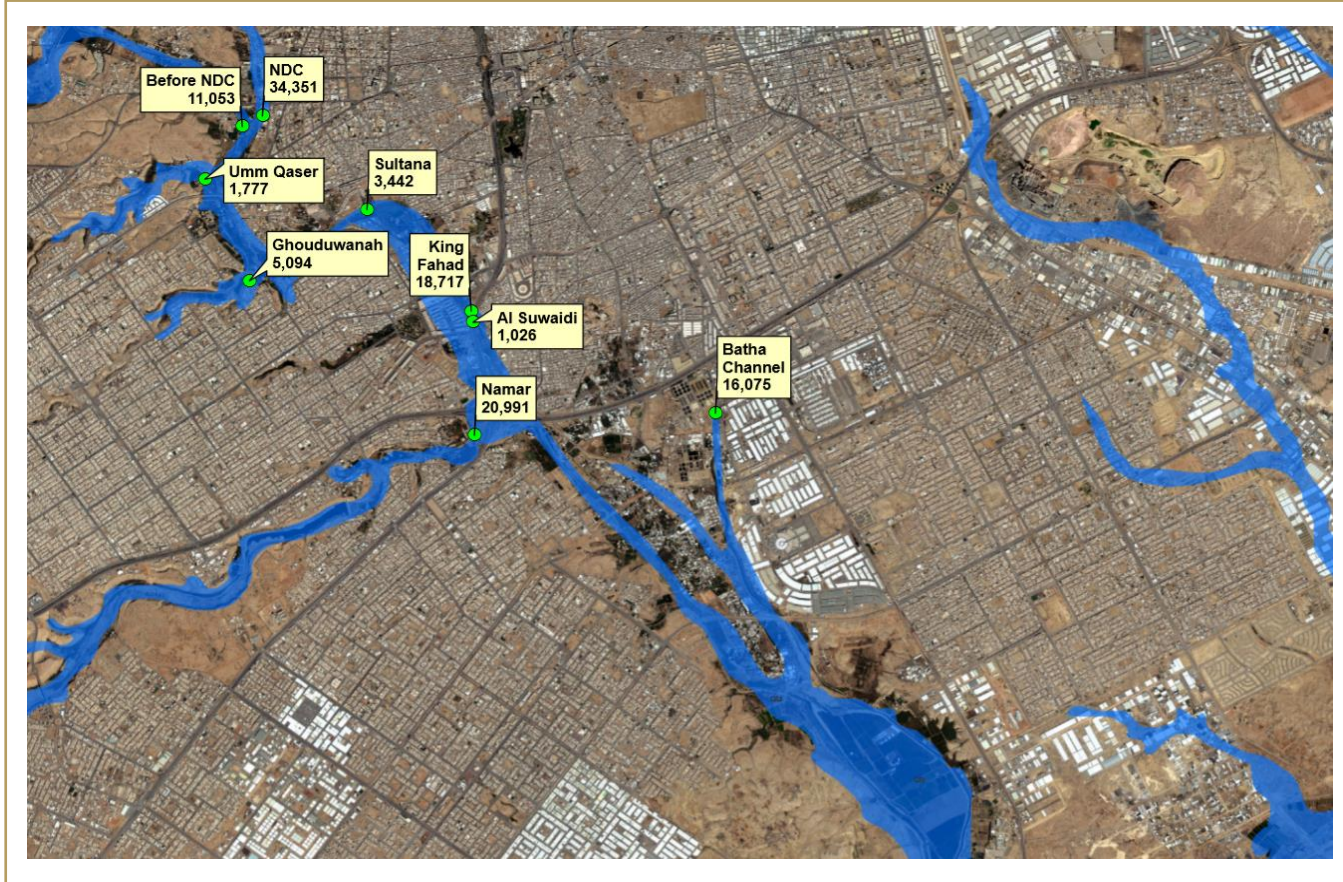 Before NDC
11,053
NDC
34,351
Umm Qaser
1,777
Sultana
3,442
Ghouduwanah
5,094
King
Fahad
18,717
Al Suwaidi
1,026
Batha
Channel
16,075
Namar
20,991